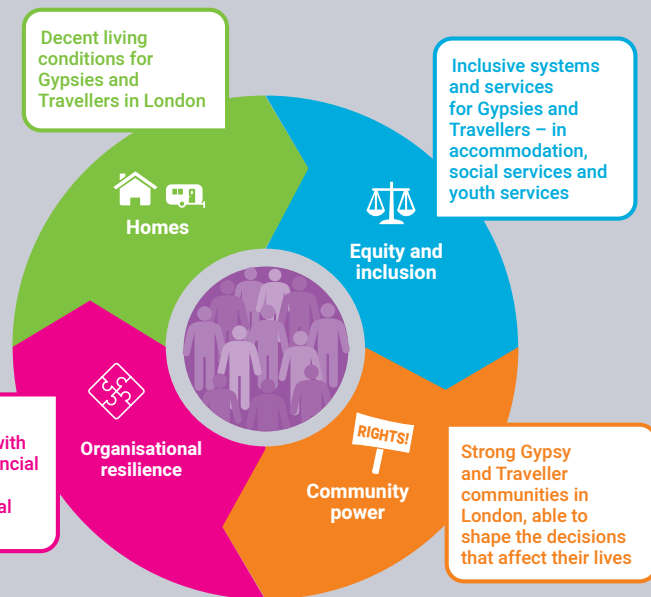 Decent living
conditions for
Gypsies and
Travellers in London
Inclusive systems
and services
for Gypsies and
Travellers – in
accommodation,
social services and
youth services
Homes
Equity and
inclusion
RIGHTS!
Community
power
Organisational
resilience
Strong Gypsy
and Traveller
communities in
London, able to
shape the decisions
that affect their lives
with